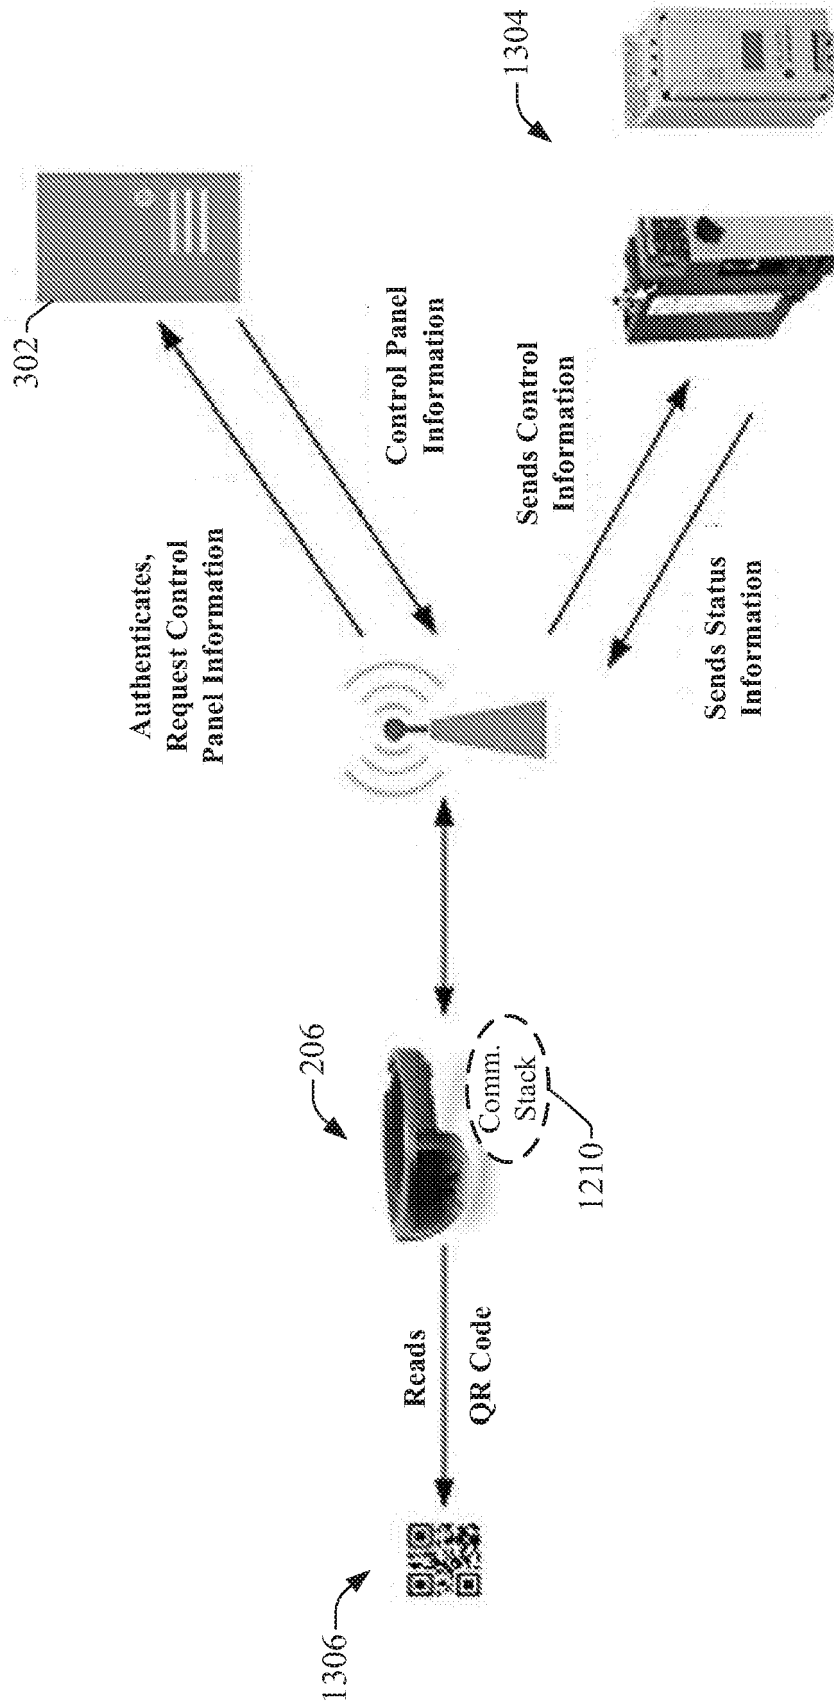 1306
Reads
QR Code
206
Comm.
Stack
1210
Authenticates,
Request Control
Panel Information
302
Control Panel
Information
Sends Control
Information
Sends Status
Information
1304